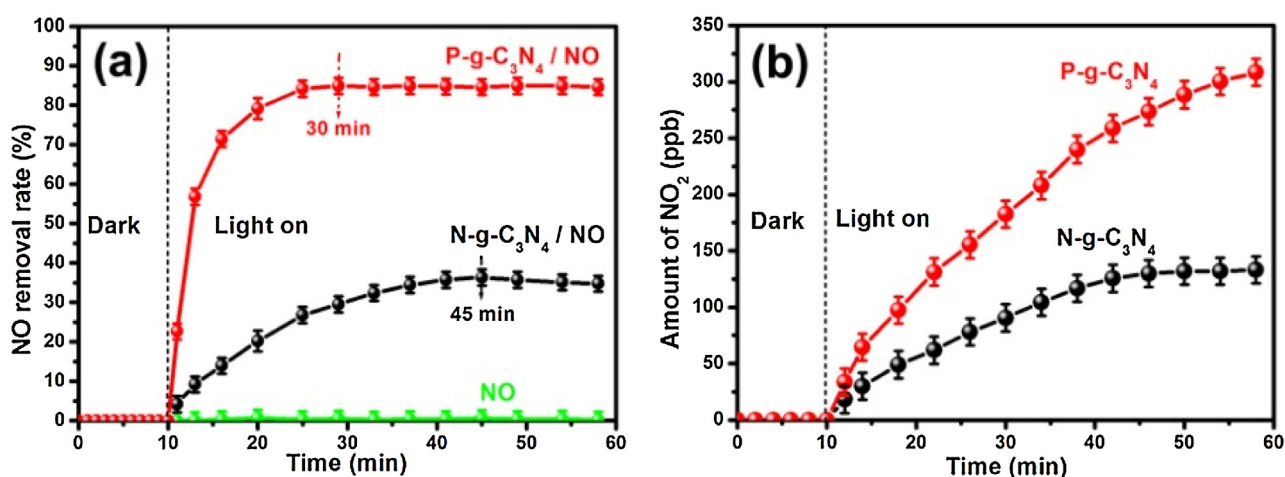 (a)
P-g-C₃N₄ / NO
30 min
Dark
Light on
N-g-C₃N₄ / NO
45 min
NO
NO removal rate (%)
0
10
20
30
40
50
60
70
80
90
100
0
10
20
30
40
50
60
Time (min)
(b)
P-g-C₃N₄
Dark
Light on
N-g-C₃N₄
Amount of NO₂ (ppb)
0
50
100
150
200
250
300
350
0
10
20
30
40
50
60
Time (min)